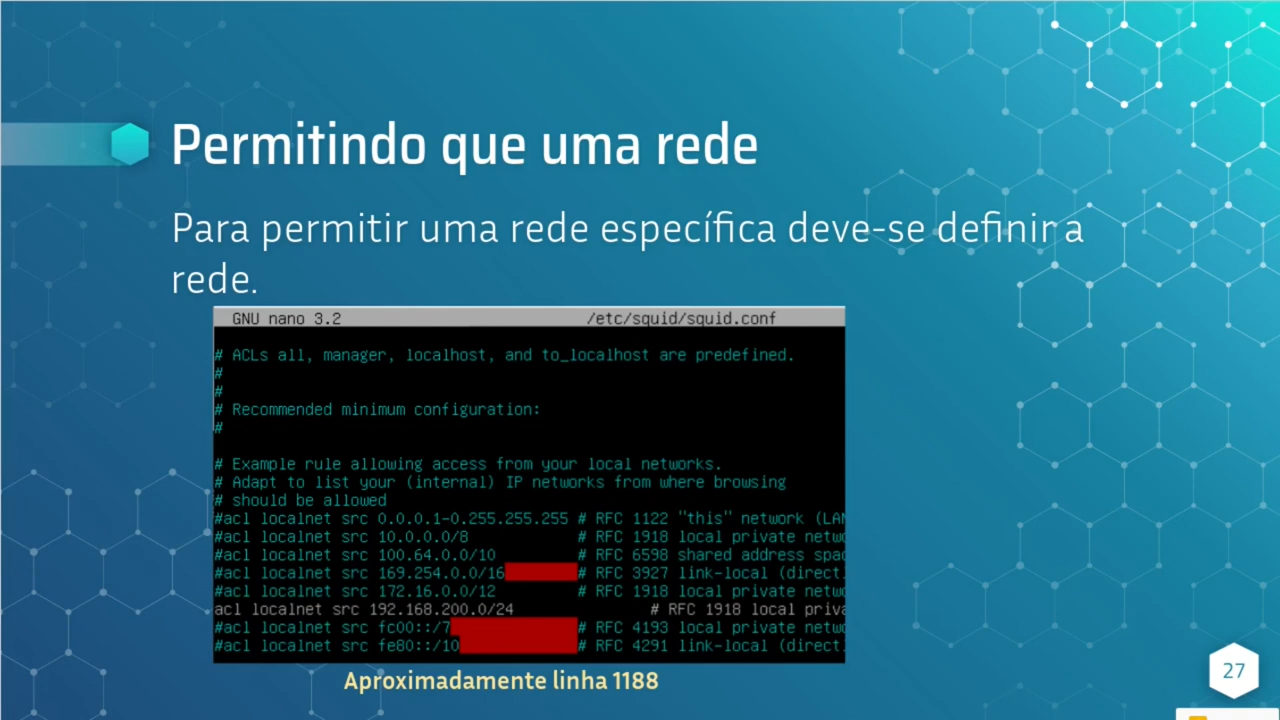 Permitindo que uma rede
Para permitir uma rede específica deve-se definir a
rede.
GNU nano 3.2 /etc/squid/squid.conf
# ACLs all, manager, localhost, and to_localhost are predefined.
#
#
# Recommended minimum configuration:
#
# Example rule allowing access from your local networks.
# Adapt to list your (internal) IP networks from where browsing
# should be allowed
#acl localnet src 0.0.0.1-0.255.255.255 # RFC 1122 "this" network (LAN
#acl localnet src 10.0.0.0/8 # RFC 1918 local private netw
#acl localnet src 100.64.0.0/10 # RFC 6598 shared address spac
#acl localnet src 169.254.0.0/16 # RFC 3927 link-local (direct
#acl localnet src 172.16.0.0/12 # RFC 1918 local private netw
acl localnet src 192.168.200.0/24 # RFC 1918 local priva
#acl localnet src fc00::/7 # RFC 4193 local private netw
#acl localnet src fe80::/10 # RFC 4291 link-local (direct
Aproximadamente linha 1188
27